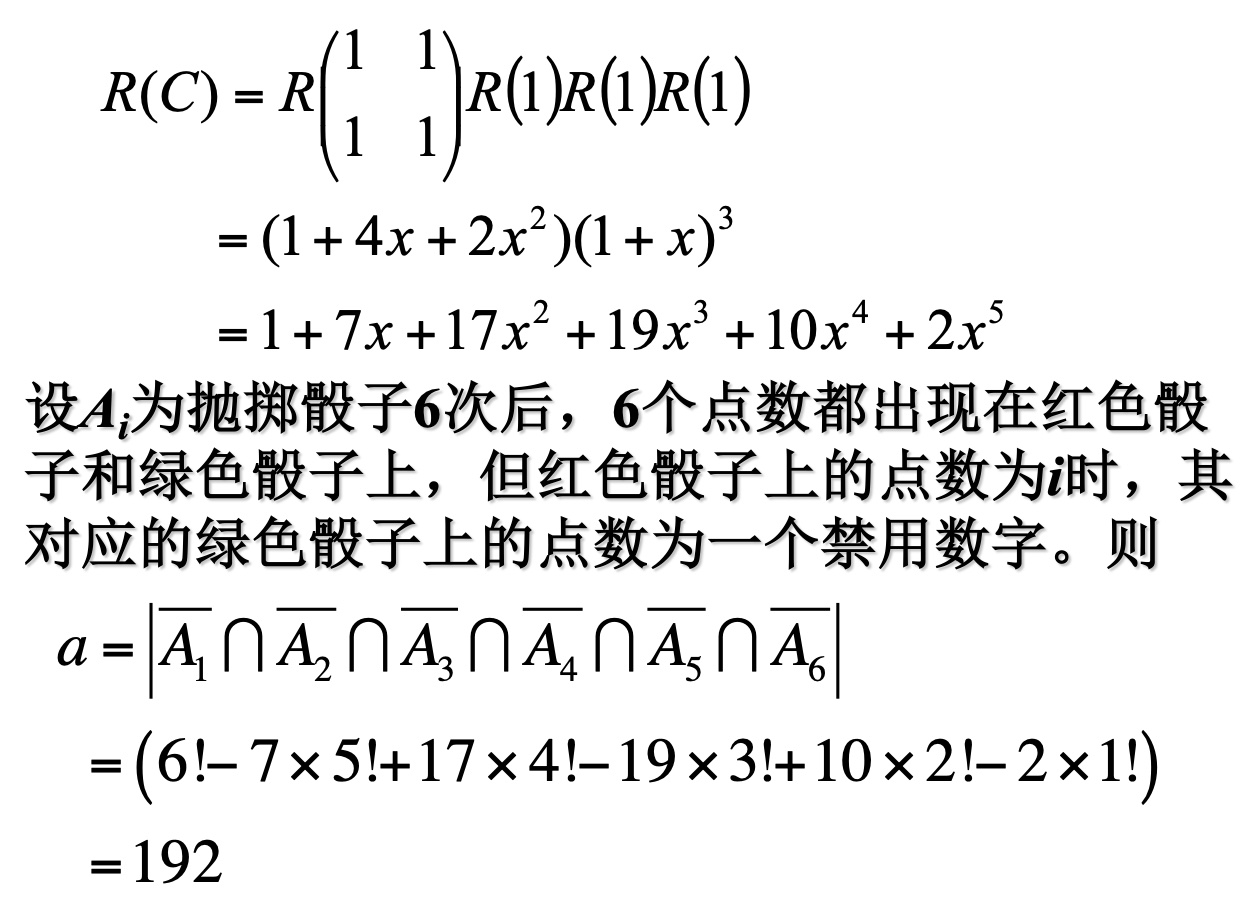 R(C) = R(1 1
1 1)R(1)R(1)R(1)
= (1 + 4x + 2x²)(1 + x)³
= 1 + 7x + 17x² + 19x³ + 10x⁴ + 2x⁵
设Aᵢ为抛掷骰子6次后，6个点数都出现在红色骰
子和绿色骰子上，但红色骰子上的点数为i时，其
对应的绿色骰子上的点数为一个禁用数字。则
a = |A̅₁ ∩ A̅₂ ∩ A̅₃ ∩ A̅₄ ∩ A̅₅ ∩ A̅₆|
= (6!− 7 × 5!+ 17 × 4!− 19 × 3!+ 10 × 2!− 2 × 1!)
= 192